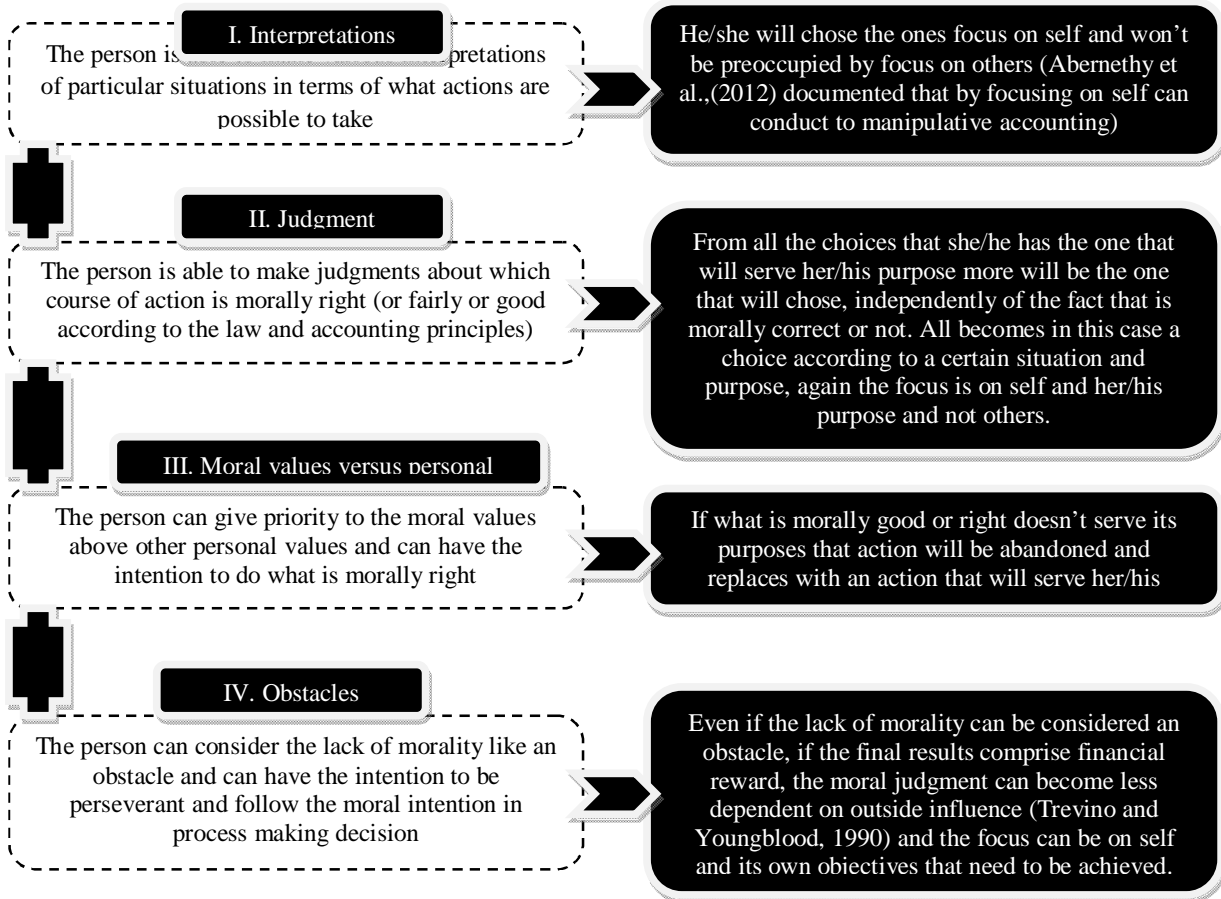 I. Interpretations
The person is pretations
of particular situations in terms of what actions are
possible to take
He/she will chose the ones focus on self and won’t
be preoccupied by focus on others (Abernethy et
al.,(2012) documented that by focusing on self can
conduct to manipulative accounting)
II. Judgment
The person is able to make judgments about which
course of action is morally right (or fairly or good
according to the law and accounting principles)
From all the choices that she/he has the one that
will serve her/his purpose more will be the one
that will chose, independently of the fact that is
morally correct or not. All becomes in this case a
choice according to a certain situation and
purpose, again the focus is on self and her/his
purpose and not others.
III. Moral values versus personal
The person can give priority to the moral values
above other personal values and can have the
intention to do what is morally right
If what is morally good or right doesn’t serve its
purposes that action will be abandoned and
replaces with an action that will serve her/his
IV. Obstacles
The person can consider the lack of morality like an
obstacle and can have the intention to be
perseverant and follow the moral intention in
process making decision
Even if the lack of morality can be considered an
obstacle, if the final results comprise financial
reward, the moral judgment can become less
dependent on outside influence (Trevino and
Youngblood, 1990) and the focus can be on self
and its own objectives that need to be achieved.